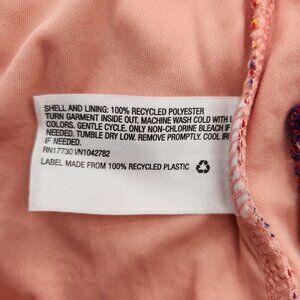 SHELL AND LINING: 100% RECYCLED POLYESTER
TURN GARMENT INSIDE OUT. MACHINE WASH COLD WITH
COLORS. GENTLE CYCLE. ONLY NON-CHLORINE BLEACH IF
NEEDED. TUMBLE DRY LOW. REMOVE PROMPTLY. COOL
NEEDED.
RN17730 VN1042782
LABEL MADE FROM 100% RECYCLED PLASTIC